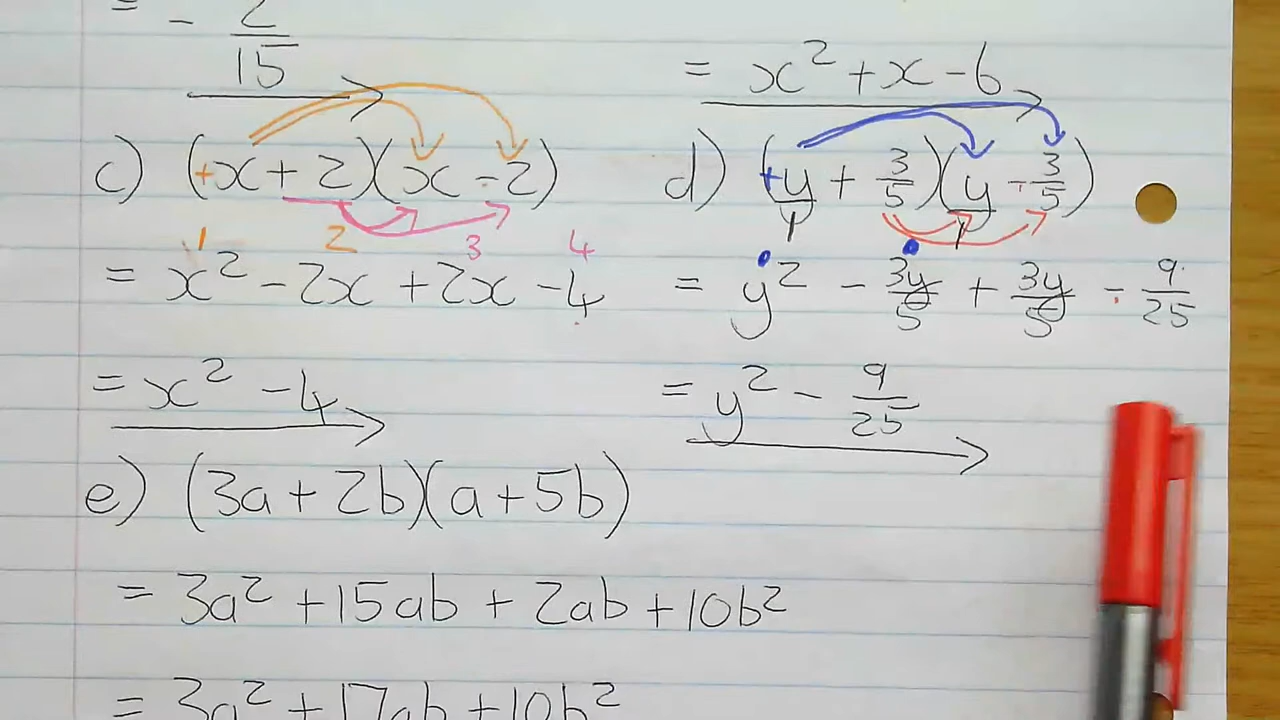 = - 2/15
= x² + x - 6
c) (+x + 2)(x - 2)
1 2 3 4
= x² - 2x + 2x - 4
= x² - 4
d) (+y + 3/5)(y - 3/5)
1 1
= y² - 3y/5 + 3y/5 - 9/25
= y² - 9/25
e) (3a + 2b)(a + 5b)
= 3a² + 15ab + 2ab + 10b²
= 3a² + 17ab + 10b²